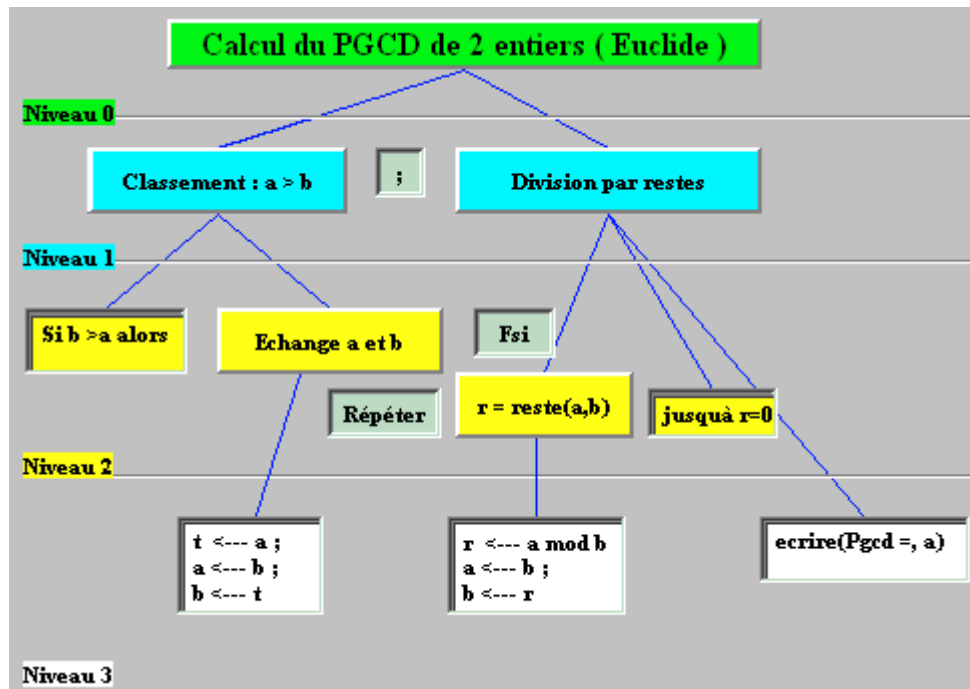 Calcul du PGCD de 2 entiers ( Euclide )
Niveau 0
Classement : a > b
;
Division par restes
Niveau 1
Si b >a alors
Echange a et b
Fsi
Répéter
r = reste(a,b)
jusquà r=0
Niveau 2
t <--- a ;
a <--- b ;
b <--- t
r <--- a mod b
a <--- b ;
b <--- r
ecrire(Pgcd =, a)
Niveau 3